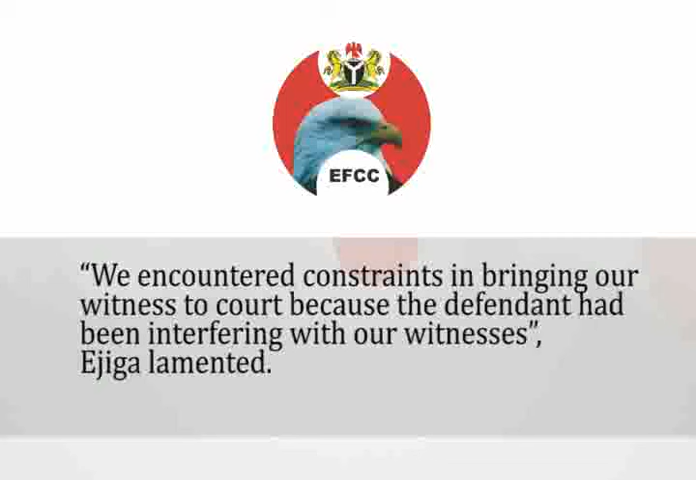 EFCC
“We encountered constraints in bringing our
witness to court because the defendant had
been interfering with our witnesses”,
Ejiga lamented.